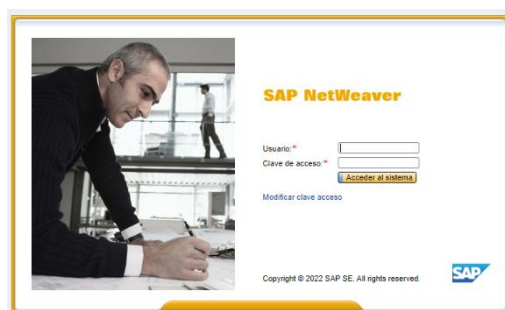 SAP NetWeaver
Usuario: *
Clave de acceso: *
Acceder al sistema
Modificar clave acceso
Copyright © 2022 SAP SE. All rights reserved.
SAP